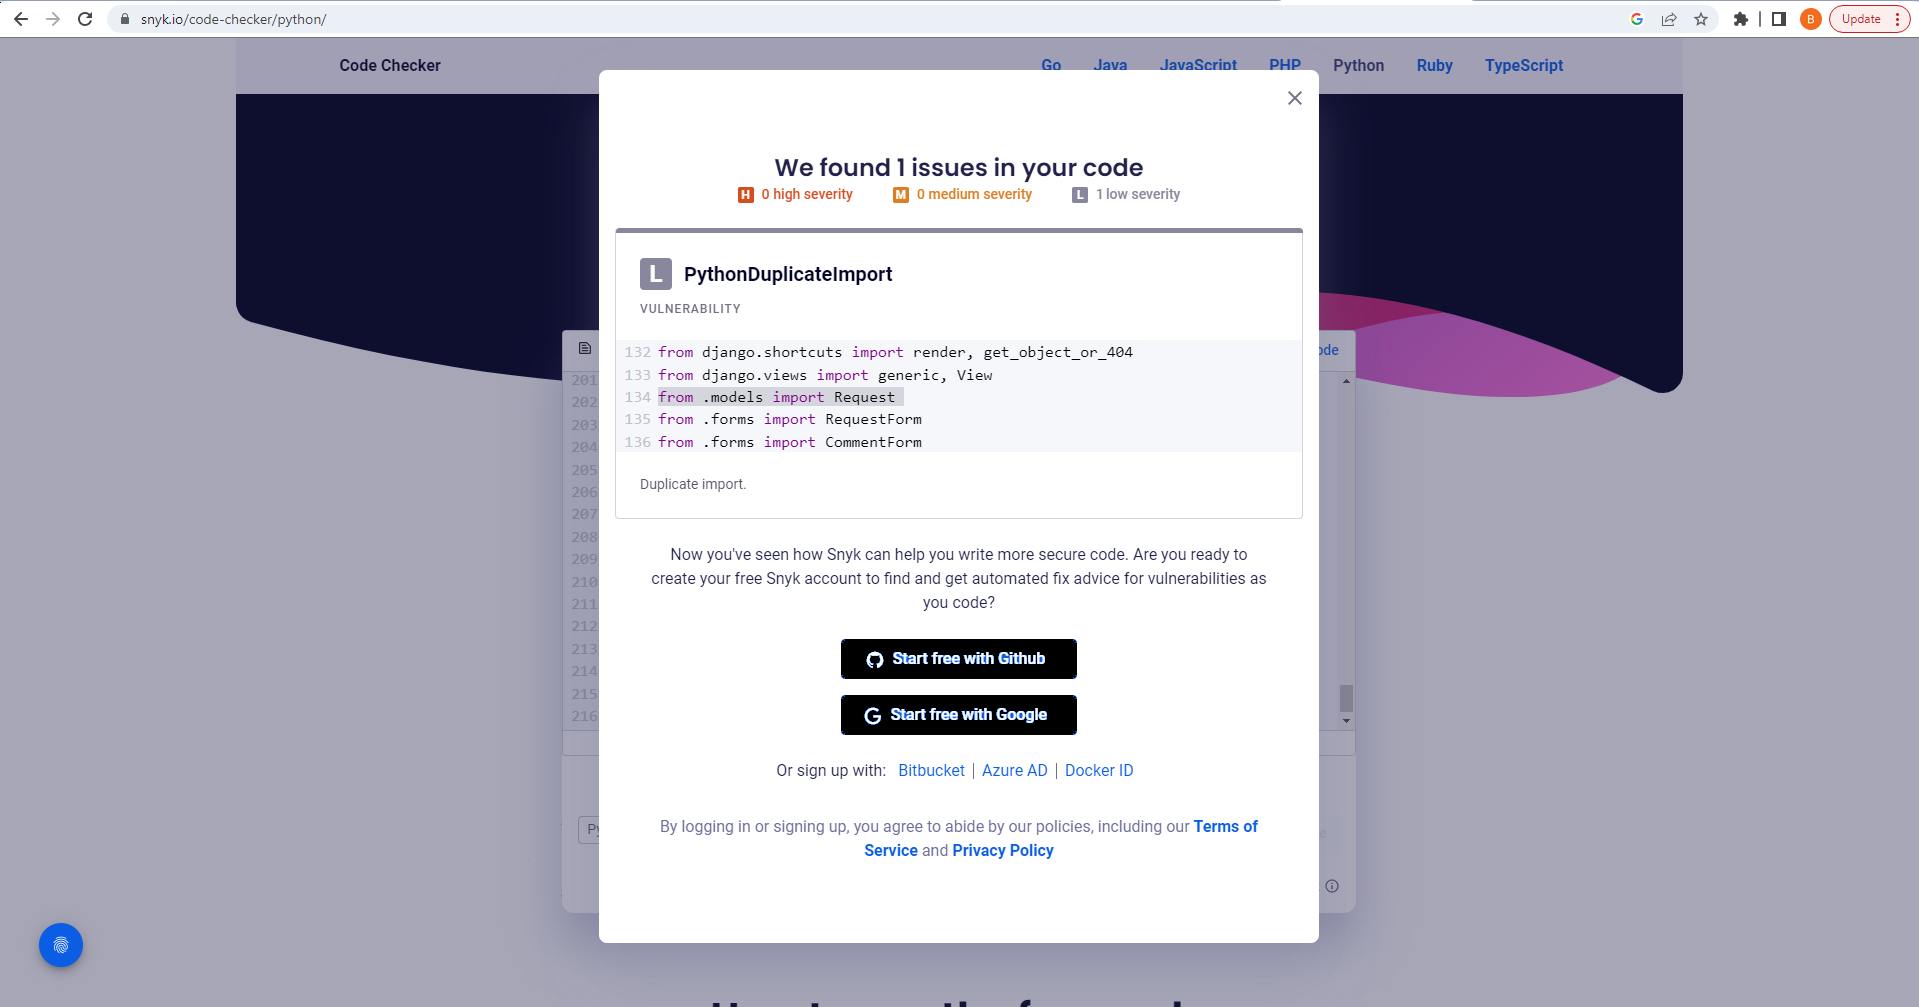 snyk.io/code-checker/python/
B
Update
Code Checker
Go Java JavaScript PHP Python Ruby TypeScript
We found 1 issues in your code
H 0 high severity M 0 medium severity L 1 low severity
L PythonDuplicateImport
VULNERABILITY
132 from django.shortcuts import render, get_object_or_404
133 from django.views import generic, View
134 from .models import Request
135 from .forms import RequestForm
136 from .forms import CommentForm
Duplicate import.
Now you've seen how Snyk can help you write more secure code. Are you ready to
create your free Snyk account to find and get automated fix advice for vulnerabilities as
you code?
Start free with Github
Start free with Google
Or sign up with: Bitbucket | Azure AD | Docker ID
By logging in or signing up, you agree to abide by our policies, including our Terms of
Service and Privacy Policy
201
202
203
204
205
206
207
208
209
210
211
212
213
214
215
216